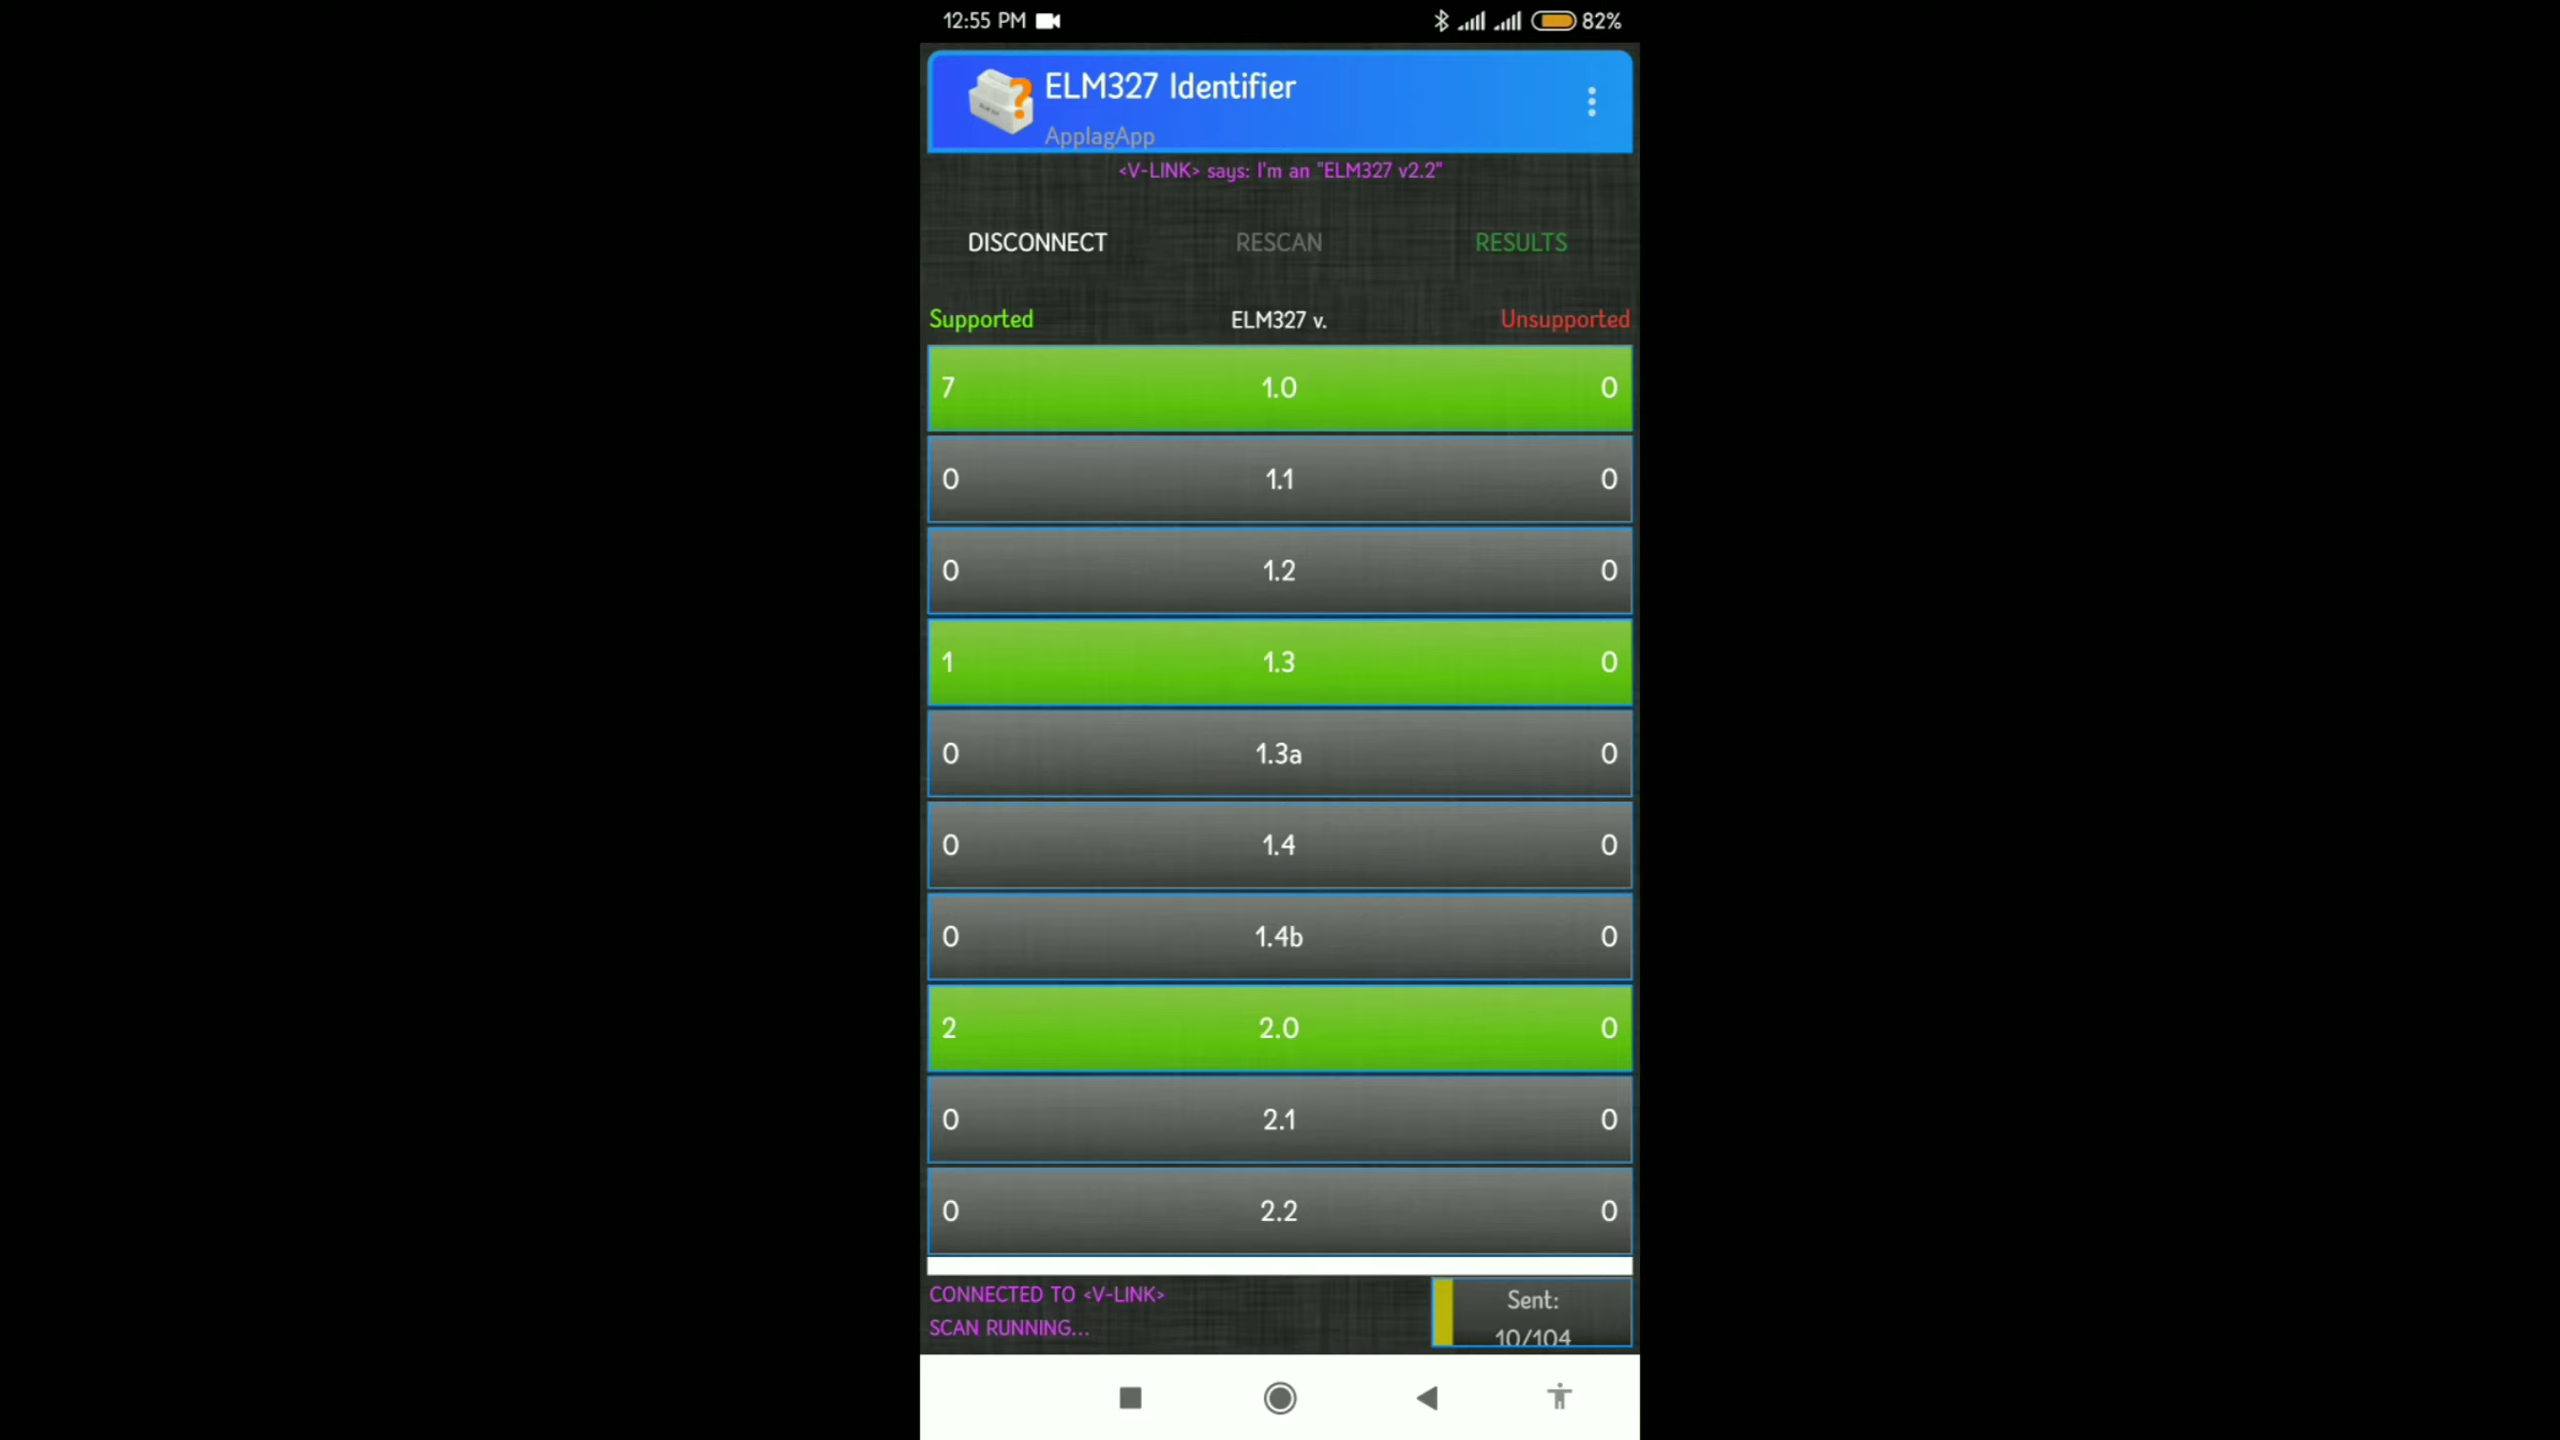 12:55 PM
82%
ELM327 Identifier
ApplagApp
<V-LINK> says: I'm an "ELM327 v2.2"
DISCONNECT RESCAN RESULTS
Supported ELM327 v. Unsupported
7 1.0 0
0 1.1 0
0 1.2 0
1 1.3 0
0 1.3a 0
0 1.4 0
0 1.4b 0
2 2.0 0
0 2.1 0
0 2.2 0
CONNECTED TO <V-LINK>
SCAN RUNNING...
Sent:
10/104